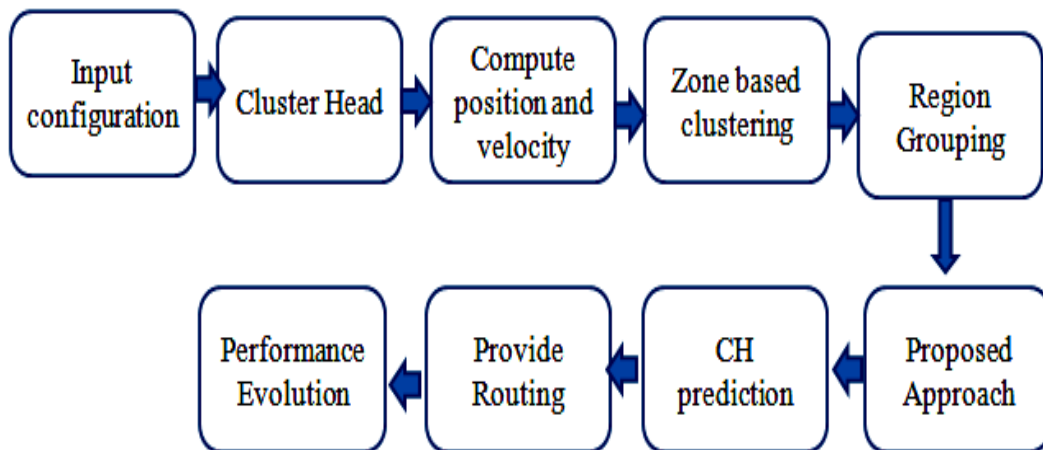 Input
configuration
Cluster Head
Compute
position and
velocity
Zone based
clustering
Region
Grouping
Proposed
Approach
CH
prediction
Provide
Routing
Performance
Evolution